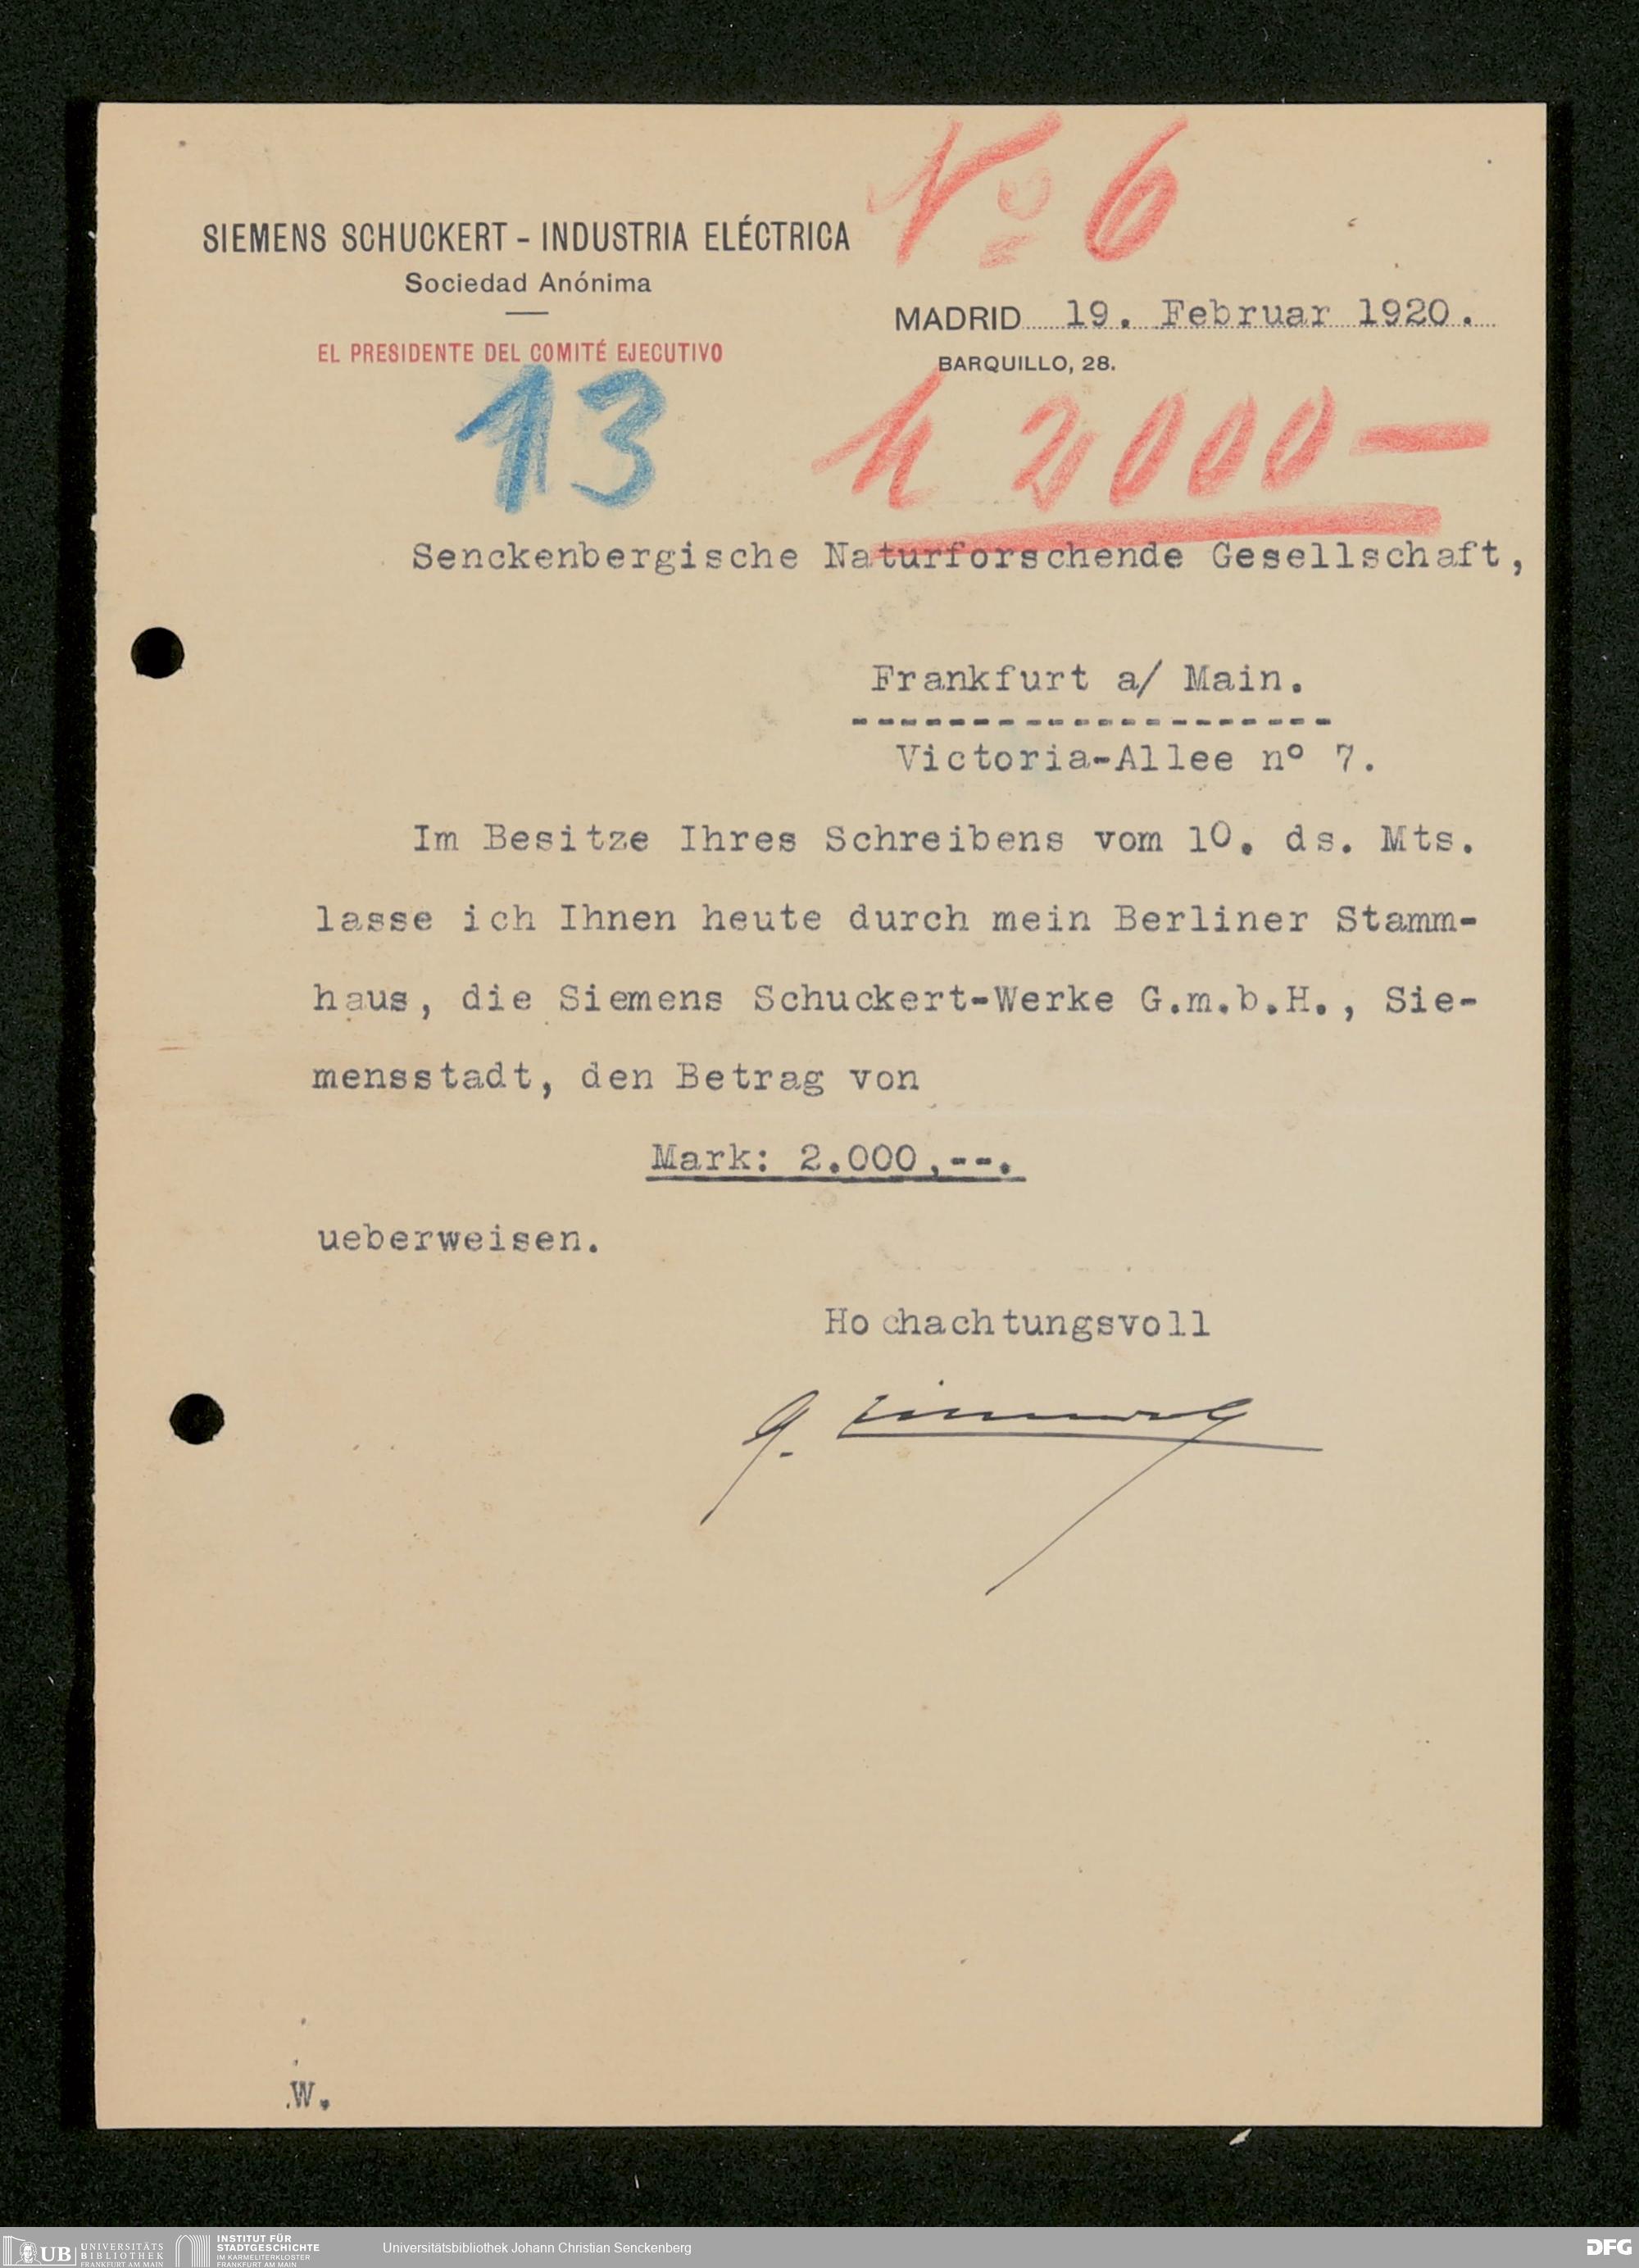 Nº 6
SIEMENS SCHUCKERT - INDUSTRIA ELÉCTRICA
Sociedad Anónima
MADRID 19. Februar 1920.
EL PRESIDENTE DEL COMITÉ EJECUTIVO
BARQUILLO, 28.
13
2000 —
Senckenbergische Naturforschende Gesellschaft,
Frankfurt a/ Main.
--------------------
Victoria-Allee nº 7.
Im Besitze Ihres Schreibens vom 10. ds. Mts.
lasse ich Ihnen heute durch mein Berliner Stamm-
haus, die Siemens Schuckert-Werke G.m.b.H., Sie-
mensstadt, den Betrag von
Mark: 2.000,--.
ueberweisen.
Hochachtungsvoll
W.
UB UNIVERSITÄTS
BIBLIOTHEK
FRANKFURT AM MAIN
INSTITUT FÜR
STADTGESCHICHTE
IM KARMELITERKLOSTER
FRANKFURT AM MAIN
Universitätsbibliothek Johann Christian Senckenberg
DFG